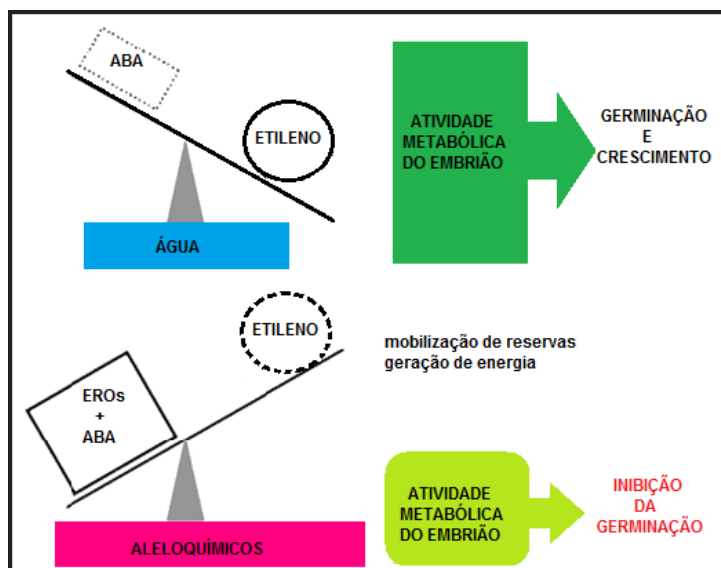 ABA
ETILENO
ÁGUA
ATIVIDADE
METABÓLICA
DO EMBRIÃO
GERMINAÇÃO
E
CRESCIMENTO
ETILENO
EROs
+
ABA
ALELOQUÍMICOS
mobilização de reservas
geração de energia
ATIVIDADE
METABÓLICA
DO EMBRIÃO
INIBIÇÃO
DA
GERMINAÇÃO